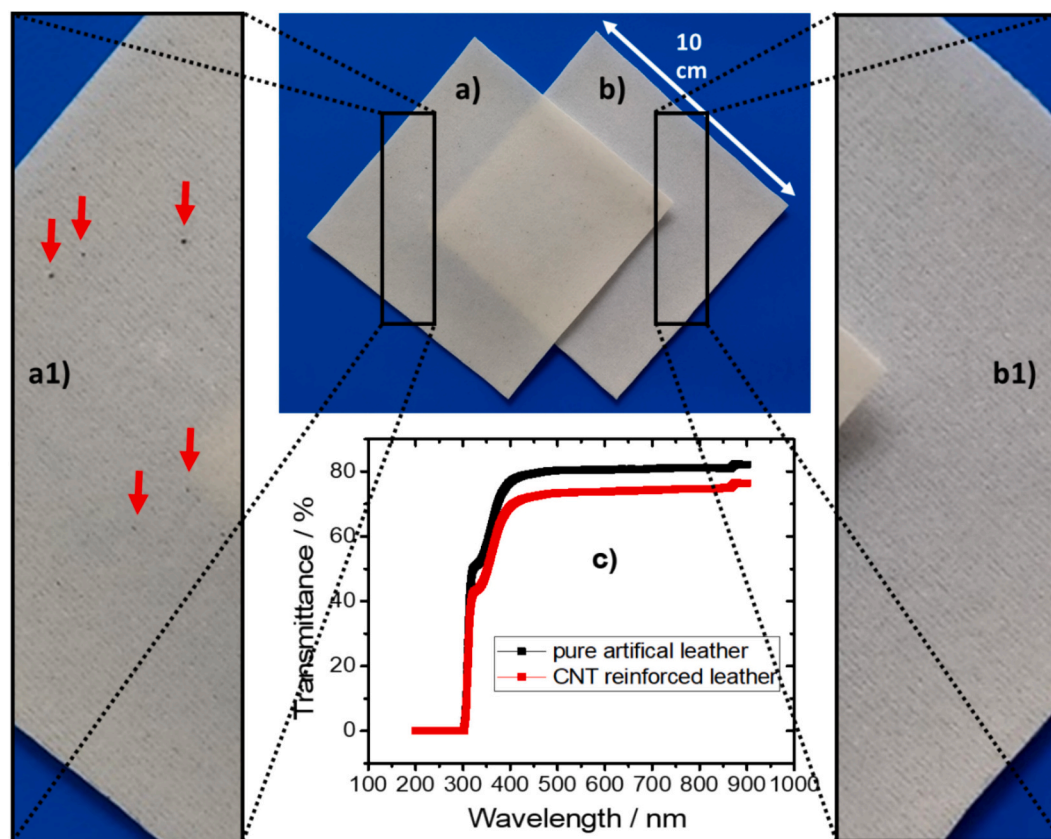 a)
b)
10
cm
a1)
b1)
80
60
40
20
0
Transmittance / %
c)
pure artifical leather
CNT reinforced leather
100 200 300 400 500 600 700 800 900 1000
Wavelength / nm